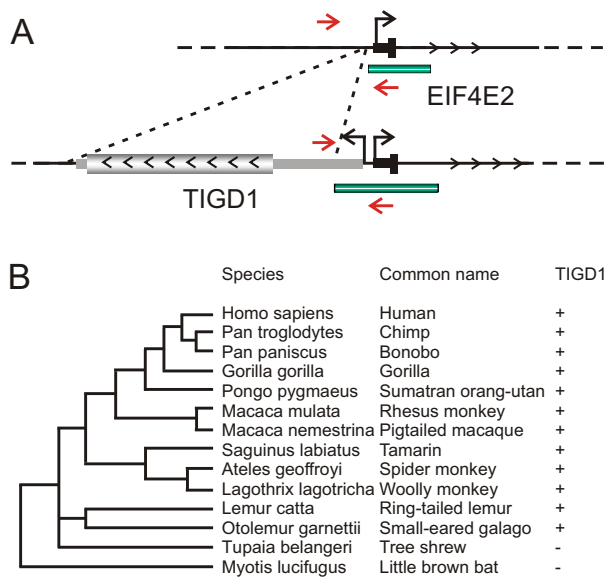 A
EIF4E2
TIGD1
B
Species Common name TIGD1
Homo sapiens Human +
Pan troglodytes Chimp +
Pan paniscus Bonobo +
Gorilla gorilla Gorilla +
Pongo pygmaeus Sumatran orang-utan +
Macaca mulata Rhesus monkey +
Macaca nemestrina Pigtailed macaque +
Saguinus labiatus Tamarin +
Ateles geoffroyi Spider monkey +
Lagothrix lagotricha Woolly monkey +
Lemur catta Ring-tailed lemur +
Otolemur garnettii Small-eared galago +
Tupaia belangeri Tree shrew -
Myotis lucifugus Little brown bat -